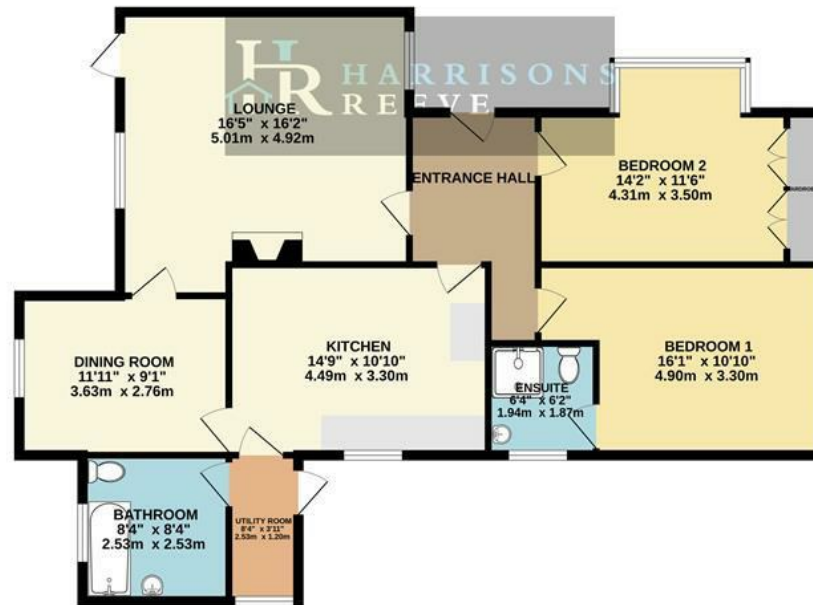 HARRISONS
REEVE
LOUNGE
16'5" x 16'2"
5.01m x 4.92m
ENTRANCE HALL
BEDROOM 2
14'2" x 11'6"
4.31m x 3.50m
DINING ROOM
11'11" x 9'1"
3.63m x 2.76m
KITCHEN
14'9" x 10'10"
4.49m x 3.30m
BEDROOM 1
16'1" x 10'10"
4.90m x 3.30m
ENSUITE
6'4" x 6'2"
1.94m x 1.87m
BATHROOM
8'4" x 8'4"
2.53m x 2.53m
UTILITY ROOM
8'4" x 3'11"
2.53m x 1.20m